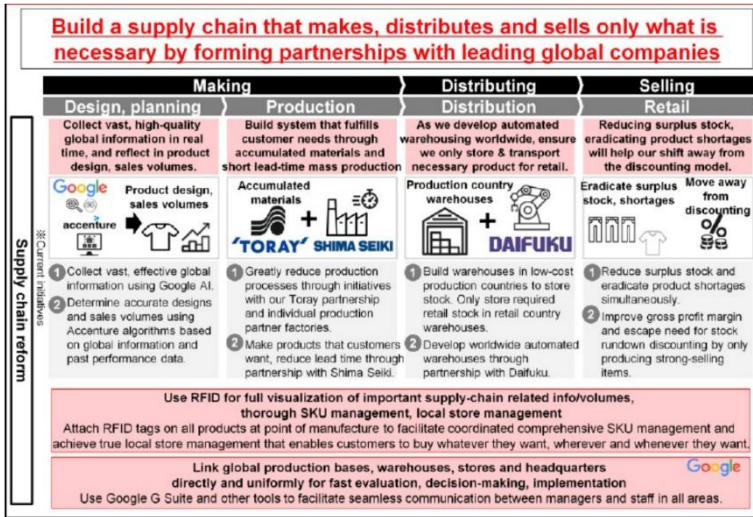 Build a supply chain that makes, distributes and sells only what is
necessary by forming partnerships with leading global companies
Making
Distributing
Selling
Design, planning
Production
Distribution
Retail
Supply chain reform
※Current initiatives
Collect vast, high-quality
global information in real
time, and reflect in product
design, sales volumes.
Google
accenture
Product design,
sales volumes
1 Collect vast, effective global
information using Google AI.
2 Determine accurate designs
and sales volumes using
Accenture algorithms based
on global information and
past performance data.
Build system that fulfills
customer needs through
accumulated materials and
short lead-time mass production
Accumulated
materials
+
'TORAY'
SHIMA SEIKI
1 Greatly reduce production
processes through initiatives
with our Toray partnership
and individual production
partner factories.
2 Make products that customers
want, reduce lead time through
partnership with Shima Seiki.
As we develop automated
warehousing worldwide, ensure
we only store & transport
necessary product for retail.
Production country
warehouses
+
DAIFUKU
1 Build warehouses in low-cost
production countries to store
stock. Only store required
retail stock in retail country
warehouses.
2 Develop worldwide automated
warehouses through
partnership with Daifuku.
Reducing surplus stock,
eradicating product shortages
will help our shift away from
the discounting model.
Eradicate surplus
stock, shortages
Move away
from
discounting
%
1 Reduce surplus stock and
eradicate product shortages
simultaneously.
2 Improve gross profit margin
and escape need for stock
rundown discounting by only
producing strong-selling
items.
Use RFID for full visualization of important supply-chain related info/volumes,
thorough SKU management, local store management
Attach RFID tags on all products at point of manufacture to facilitate coordinated comprehensive SKU management and
achieve true local store management that enables customers to buy whatever they want, wherever and whenever they want.
Link global production bases, warehouses, stores and headquarters
directly and uniformly for fast evaluation, decision-making, implementation
Google
Use Google G Suite and other tools to facilitate seamless communication between managers and staff in all areas.